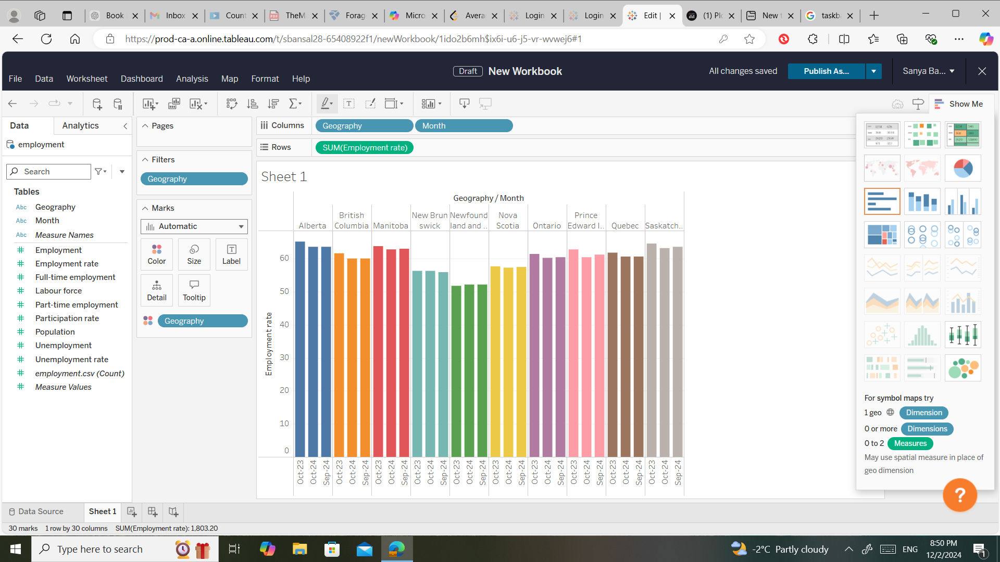 Book
Inbox
Count
TheM
Forag
Micro
Avera
Login
Login
Edit |
(1) Plo
New t
taskba
https://prod-ca-a.online.tableau.com/t/sbansal28-65408922f1/newWorkbook/1ido2b6mh$ix6i-u6-j5-vr-wvwej6#1
Draft New Workbook
All changes saved
Publish As...
Sanya Ba...
File Data Worksheet Dashboard Analysis Map Format Help
Show Me
Data
Analytics
Pages
Columns
Geography
Month
employment
Rows
SUM(Employment rate)
Filters
Search
Geography
Sheet 1
Tables
Abc Geography
Abc Month
Abc Measure Names
Employment
Employment rate
Full-time employment
Labour force
Part-time employment
Participation rate
Population
Unemployment
Unemployment rate
employment.csv (Count)
Measure Values
Marks
Automatic
Color
Size
Label
Detail
Tooltip
Geography
Geography / Month
Alberta
British Columbia
Manitoba
New Brun swick
Newfound land and ..
Nova Scotia
Ontario
Prince Edward I..
Quebec
Saskatch..
Employment rate
60
50
40
30
20
10
0
Oct-23 Oct-24 Sep-24 Oct-23 Oct-24 Sep-24 Oct-23 Oct-24 Sep-24 Oct-23 Oct-24 Sep-24 Oct-23 Oct-24 Sep-24 Oct-23 Oct-24 Sep-24 Oct-23 Oct-24 Sep-24 Oct-23 Oct-24 Sep-24 Oct-23 Oct-24 Sep-24 Oct-23 Oct-24 Sep-24
For symbol maps try
1 geo Dimension
0 or more Dimensions
0 to 2 Measures
May use spatial measure in place of
geo dimension
?
Data Source
Sheet 1
30 marks 1 row by 30 columns SUM(Employment rate): 1,803.20
Type here to search
-2°C Partly cloudy
ENG
8:50 PM
12/2/2024
1